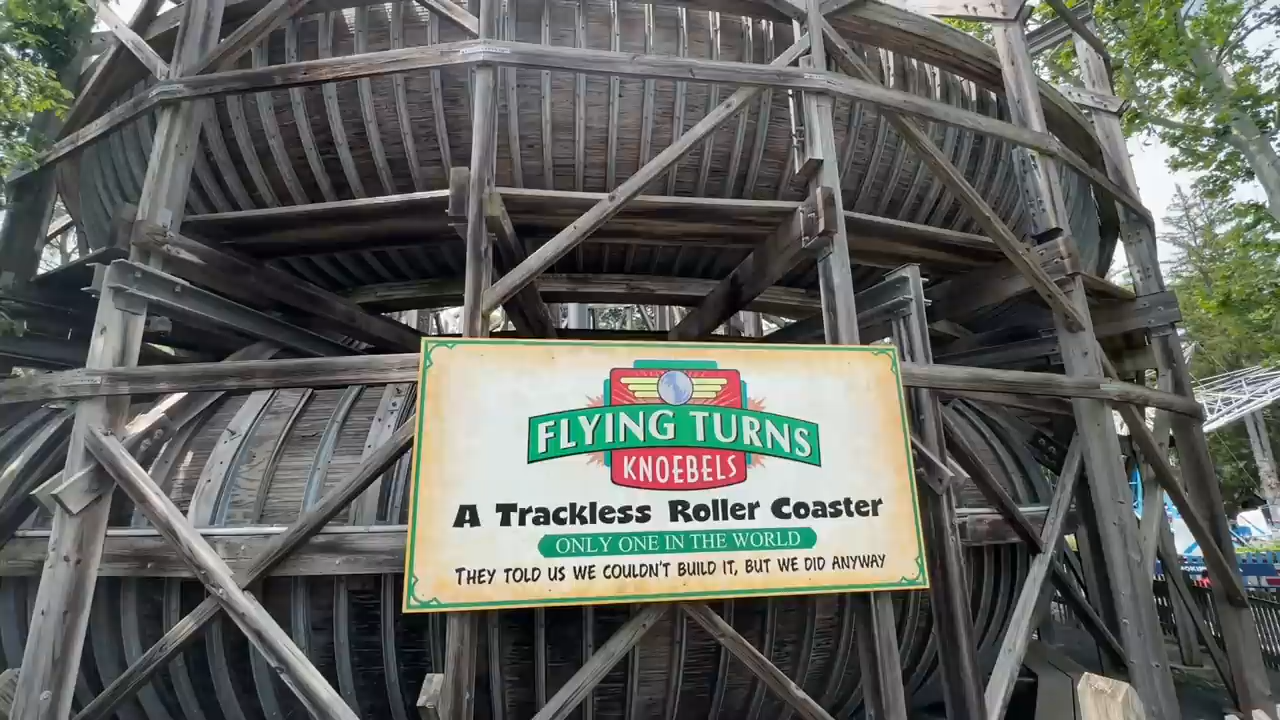 FLYING TURNS
KNOEBELS
A Trackless Roller Coaster
ONLY ONE IN THE WORLD
THEY TOLD US WE COULDN'T BUILD IT, BUT WE DID ANYWAY